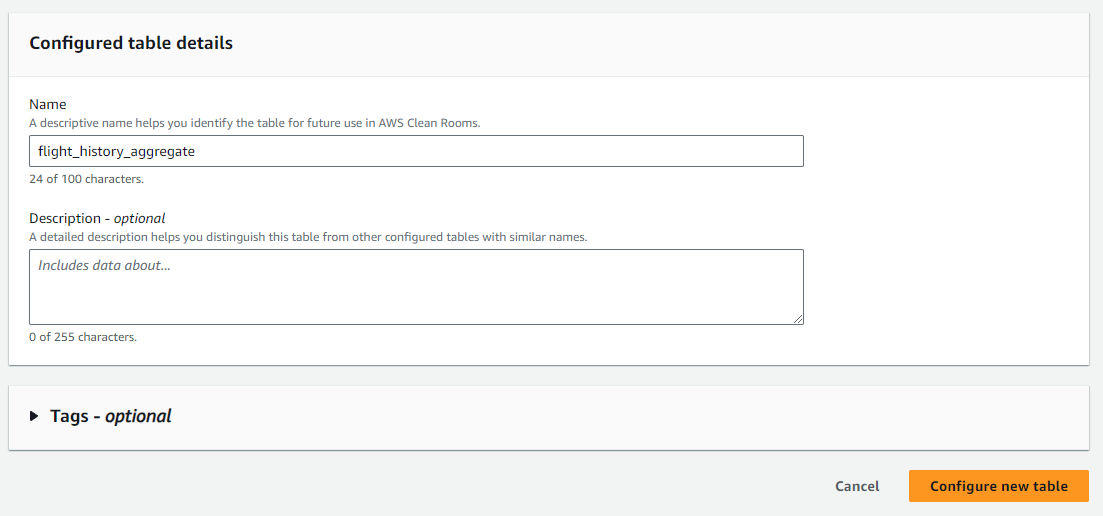 Configured table details
Name
A descriptive name helps you identify the table for future use in AWS Clean Rooms.
flight_history_aggregate
24 of 100 characters.
Description - optional
A detailed description helps you distinguish this table from other configured tables with similar names.
Includes data about...
0 of 255 characters.
Tags - optional
Cancel
Configure new table